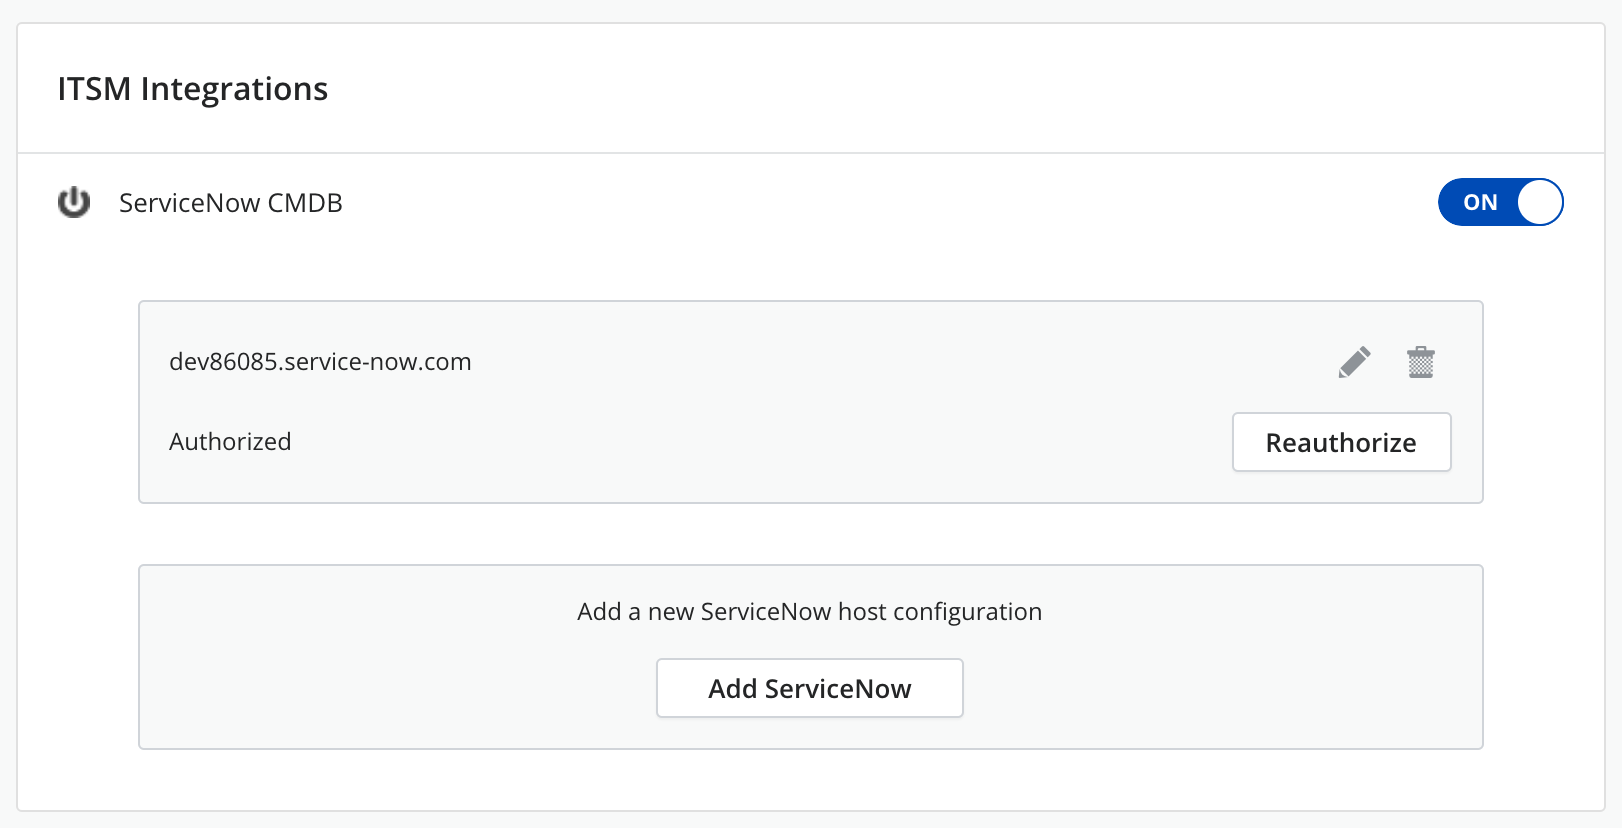 ITSM Integrations
ServiceNow CMDB
ON
dev86085.service-now.com
Authorized
Reauthorize
Add a new ServiceNow host configuration
Add ServiceNow